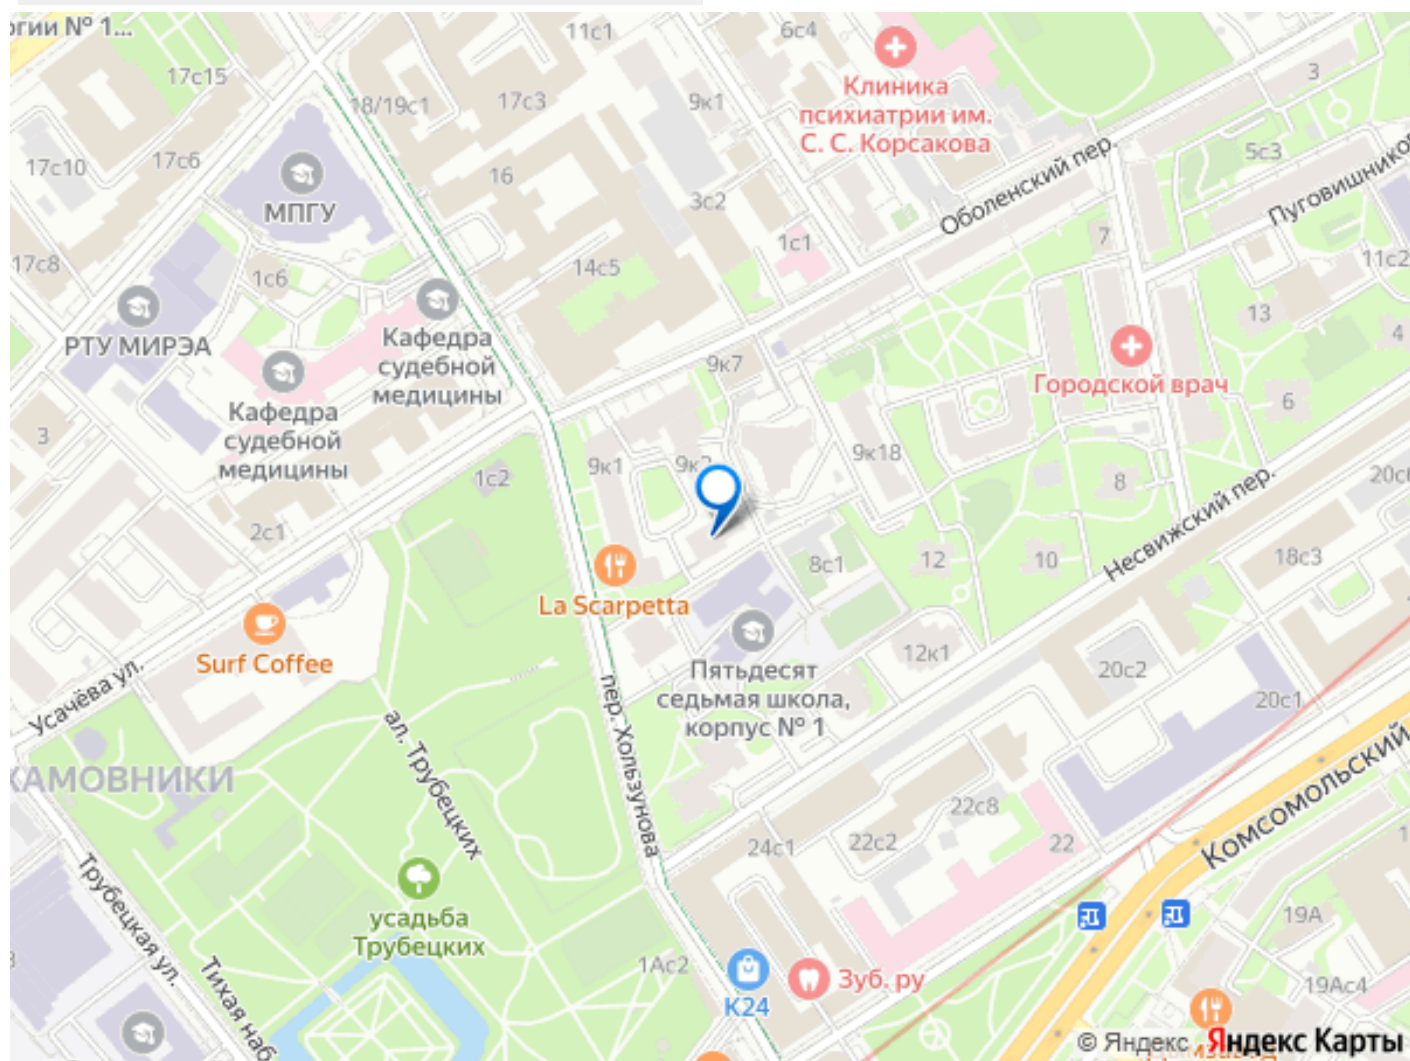 огии № 1...
11с1
6с4
17с15
18/19с1
17с3
9к1
Клиника
психиатрии им.
С. С. Корсакова
3
17с10
17с6
16
МПГУ
3с2
Оболенский пер.
5с3
Пуговишников
17с8
1с6
14с5
1с1
7
11с2
РТУ МИРЭА
Кафедра
судебной
медицины
13
4
9к7
Городской врач
Кафедра
судебной
медицины
6
3
1с2
9к1
9к18
8
20с
2с1
Несвижский пер.
La Scarpetta
8с1
12
10
18с3
Surf Coffee
Усачёва ул.
Пятьдесят
седьмая школа,
корпус № 1
12к1
20с2
20с1
ХАМОВНИКИ
ал. Трубецких
пер. Хользунова
Комсомольский
24с1
22с2
22с8
22
Трубецкая ул.
усадьба
Трубецких
19А
Тихая наб
1Ас2
К24
Зуб. ру
19Ас4
© Яндекс Яндекс Карты